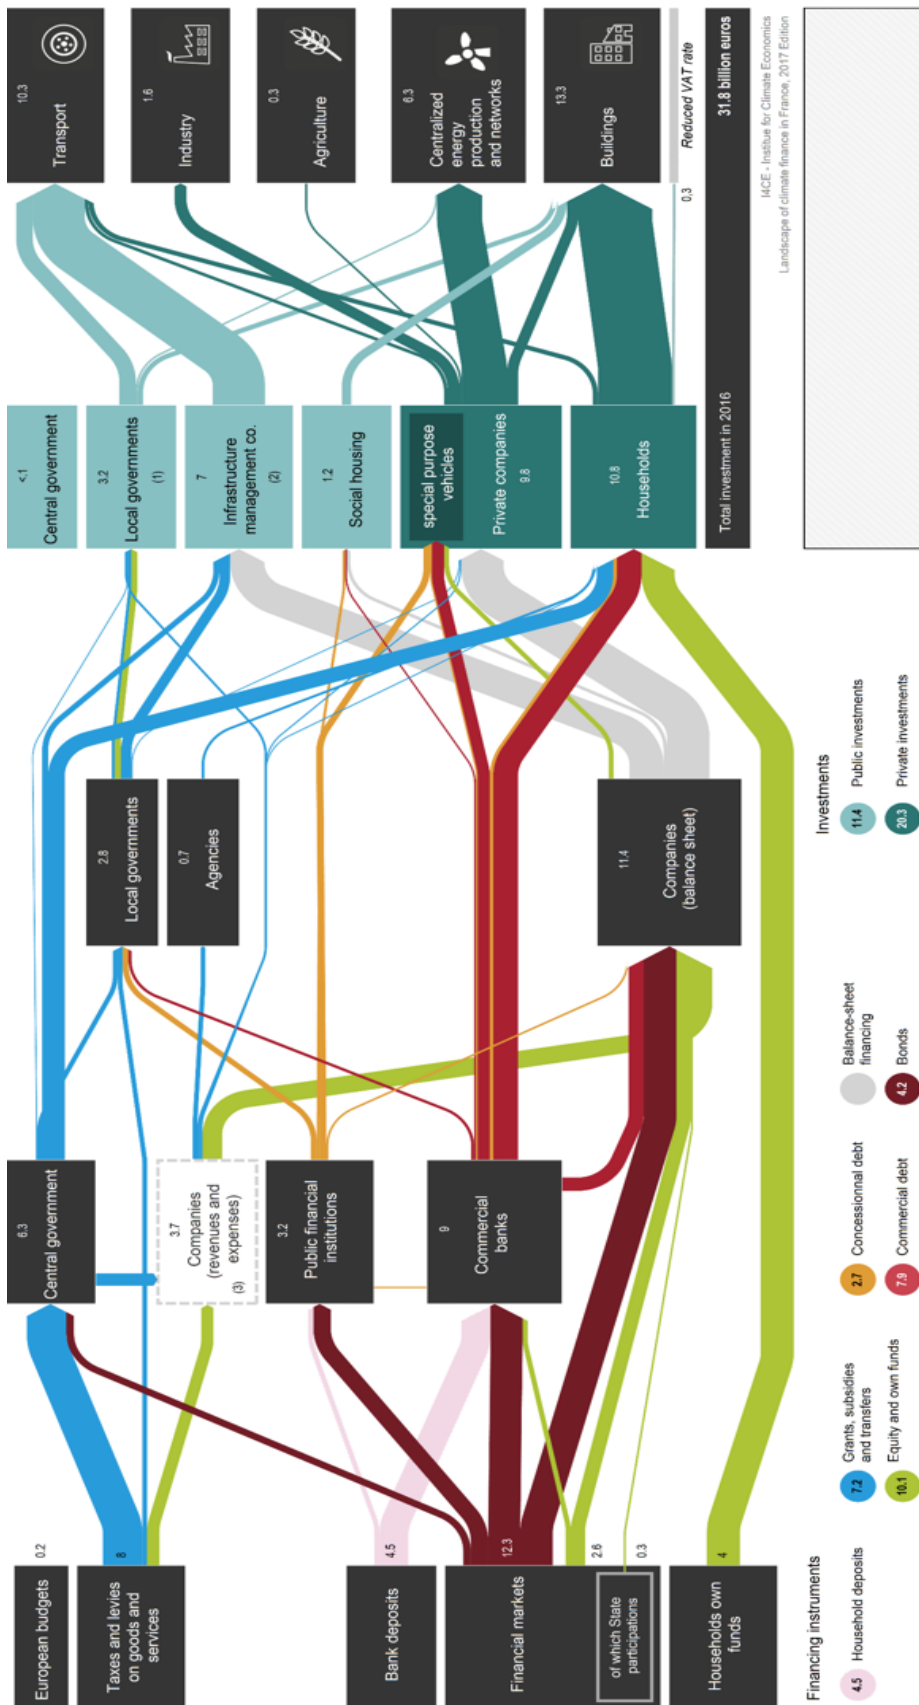 European budgets
0.2
Taxes and levies
on goods and
services
8
Bank deposits
4.5
Financial markets
12.3
2.6
of which State
participations
0.3
Households own
funds
4
6.3
Central government
3.7
Companies
(revenues and
expenses)
(3)
3.2
Public financial
institutions
9
Commercial
banks
2.8
Local governments
0.7
Agencies
11.4
Companies
(balance sheet)
<.1
Central government
3.2
Local governments
(1)
7
Infrastructure
management co.
(2)
1.2
Social housing
special purpose
vehicles
Private companies
9.8
10.8
Households
10.3
Transport
1.6
Industry
0.3
Agriculture
6.3
Centralized
energy
production
and networks
13.3
Buildings
0,3
Reduced VAT rate
Total investment in 2016
31.8 billion euros
I4CE - Institue for Climate Economics
Landscape of climate finance in France, 2017 Edition
Financing instruments
4.5 Household deposits
7.2 Grants, subsidies
and transfers
10.1 Equity and own funds
2.7 Concessionnal debt
7.9 Commercial debt
Balance-sheet
financing
4.2 Bonds
Investments
11.4 Public investments
20.3 Private investments